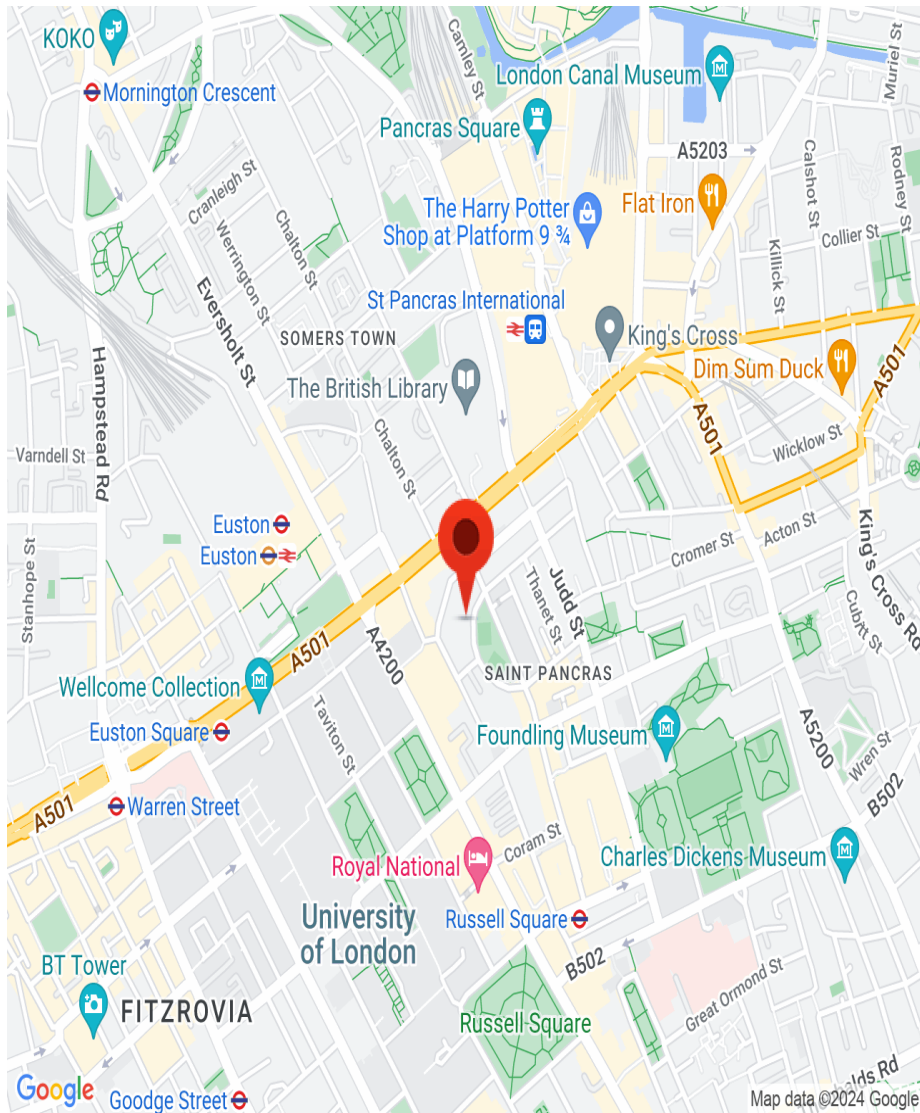 KOKO
Mornington Crescent
Camley St
London Canal Museum
Muriel St
Pancras Square
A5203
Calshot St
Rodney St
Cranleigh St
Werrington St
Chalton St
The Harry Potter
Shop at Platform 9 ¾
Flat Iron
Collier St
Killick St
Eversholt St
St Pancras International
SOMERS TOWN
King's Cross
Hampstead Rd
The British Library
Dim Sum Duck
A501
A501
Varndell St
Chalton St
Wicklow St
Euston
Euston
Stanhope St
Acton St
Cromer St
King's Cross Rd
Judd St
Thanet St
Cubitt St
A501
A4200
SAINT PANCRAS
Wellcome Collection
Taviton St
Euston Square
Foundling Museum
A5200
Wren St
B502
Warren Street
A501
Coram St
Royal National
Charles Dickens Museum
University
of London
Russell Square
B502
BT Tower
FITZROVIA
Great Ormond St
Russell Square
Google
Goodge Street
Map data ©2024 Google